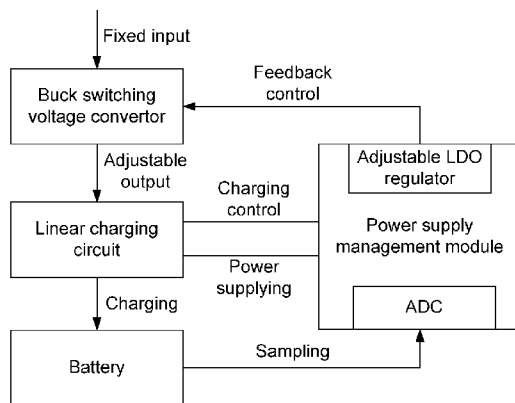 Fixed input
Buck switching
voltage convertor
Feedback
control
Adjustable
output
Adjustable LDO
regulator
Linear charging
circuit
Charging
control
Power
supplying
Power supply
management module
Charging
ADC
Battery
Sampling